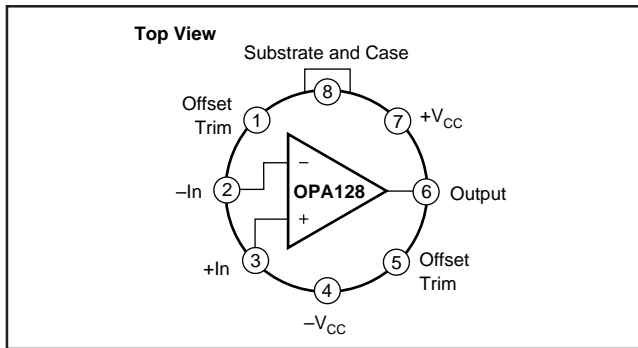 Top View
Substrate and Case
8
Offset
Trim
1
7
+VCC
–In
2
–
OPA128
6
Output
+
+In
3
5
Offset
Trim
4
–VCC